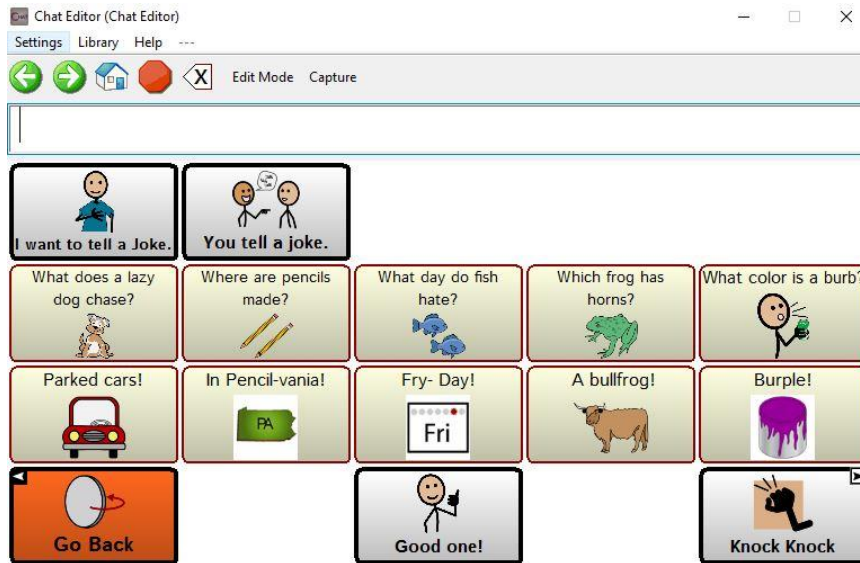 Chat Editor (Chat Editor)
Settings Library Help ---
X Edit Mode Capture
I want to tell a Joke. You tell a joke.
What does a lazy dog chase?
Where are pencils made?
What day do fish hate?
Which frog has horns?
What color is a burb?
Parked cars! In Pencil-vania! Fry- Day! A bullfrog! Burple!
PA
Fri
Go Back Good one! Knock Knock